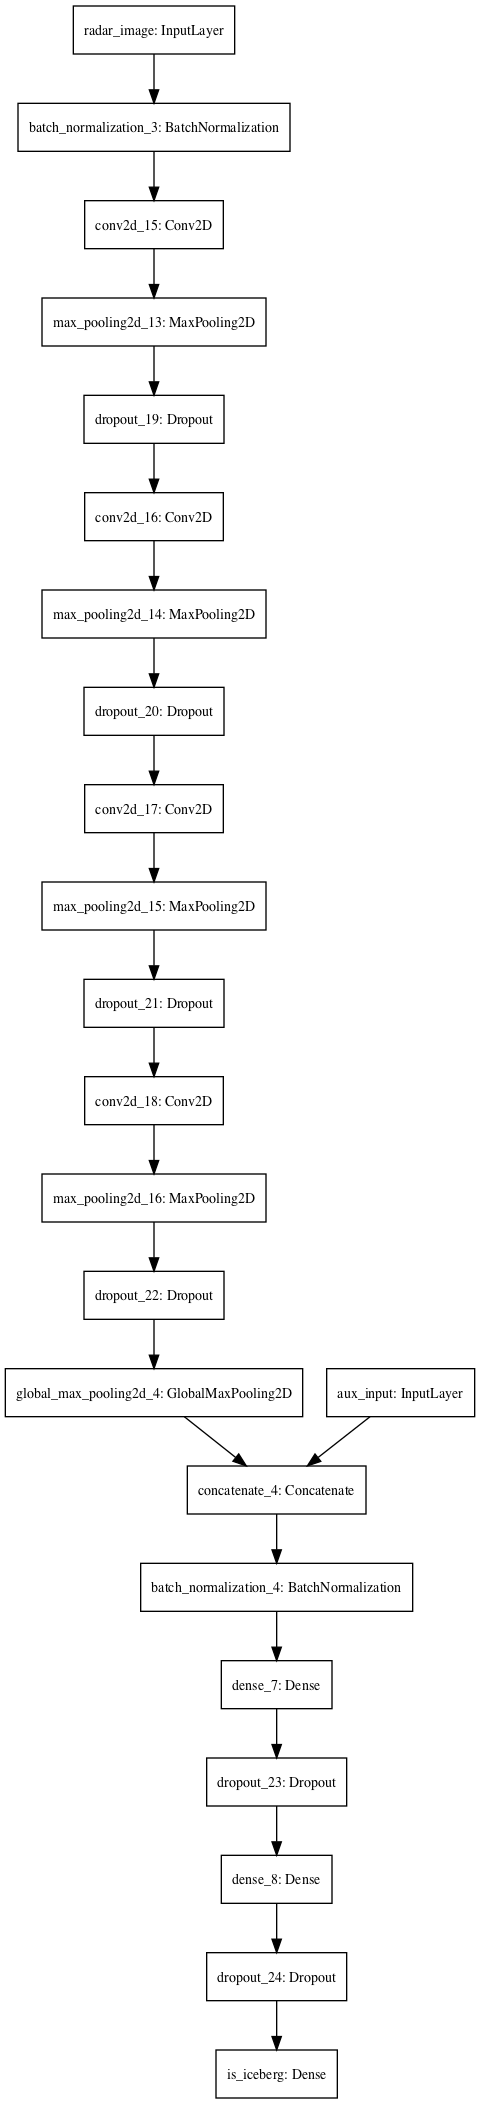 radar_image: InputLayer
batch_normalization_3: BatchNormalization
conv2d_15: Conv2D
max_pooling2d_13: MaxPooling2D
dropout_19: Dropout
conv2d_16: Conv2D
max_pooling2d_14: MaxPooling2D
dropout_20: Dropout
conv2d_17: Conv2D
max_pooling2d_15: MaxPooling2D
dropout_21: Dropout
conv2d_18: Conv2D
max_pooling2d_16: MaxPooling2D
dropout_22: Dropout
global_max_pooling2d_4: GlobalMaxPooling2D
aux_input: InputLayer
concatenate_4: Concatenate
batch_normalization_4: BatchNormalization
dense_7: Dense
dropout_23: Dropout
dense_8: Dense
dropout_24: Dropout
is_iceberg: Dense